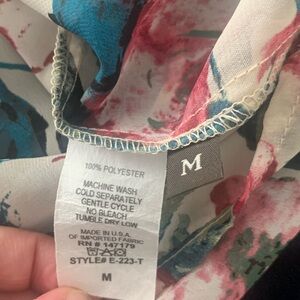 100% POLYESTER
MACHINE WASH
COLD SEPARATELY
GENTLE CYCLE
NO BLEACH
TUMBLE DRY LOW
MADE IN U.S.A.
OF IMPORTED FABRIC
RN # 147179
STYLE# E-223-T
M
M